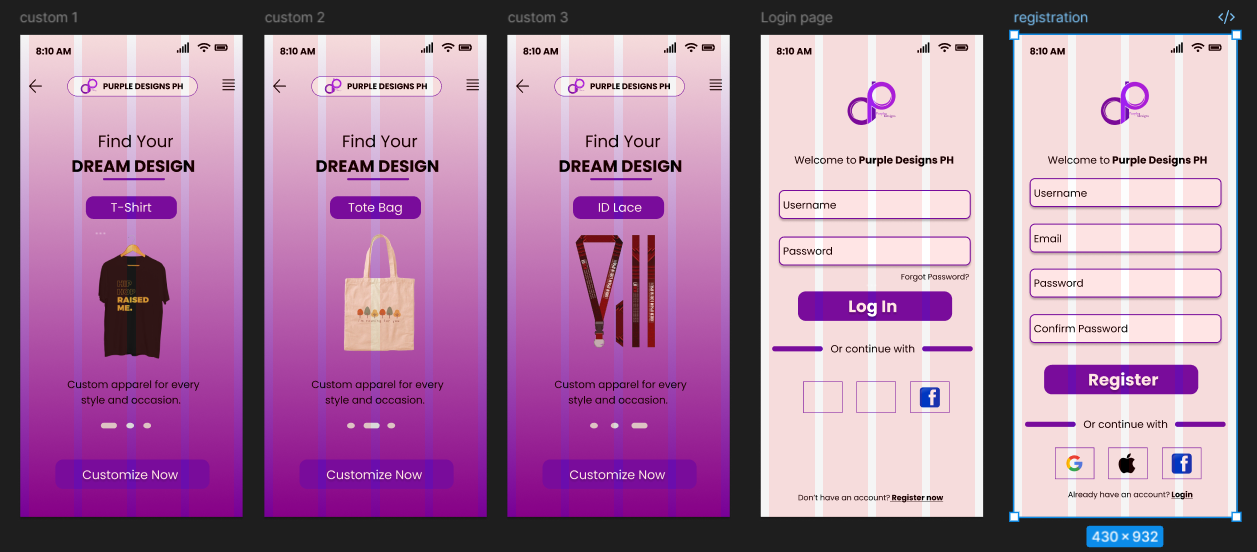 custom 1
8:10 AM
PURPLE DESIGNS PH
Find Your
DREAM DESIGN
T-Shirt
HIP
HOP
RAISED
ME.
Custom apparel for every
style and occasion.
Customize Now
custom 2
8:10 AM
PURPLE DESIGNS PH
Find Your
DREAM DESIGN
Tote Bag
Custom apparel for every
style and occasion.
Customize Now
custom 3
8:10 AM
PURPLE DESIGNS PH
Find Your
DREAM DESIGN
ID Lace
Custom apparel for every
style and occasion.
Customize Now
Login page
8:10 AM
Welcome to Purple Designs PH
Username
Password
Forgot Password?
Log In
Or continue with
Don't have an account? Register now
registration
8:10 AM
Welcome to Purple Designs PH
Username
Email
Password
Confirm Password
Register
Or continue with
Already have an account? Login
430 × 932